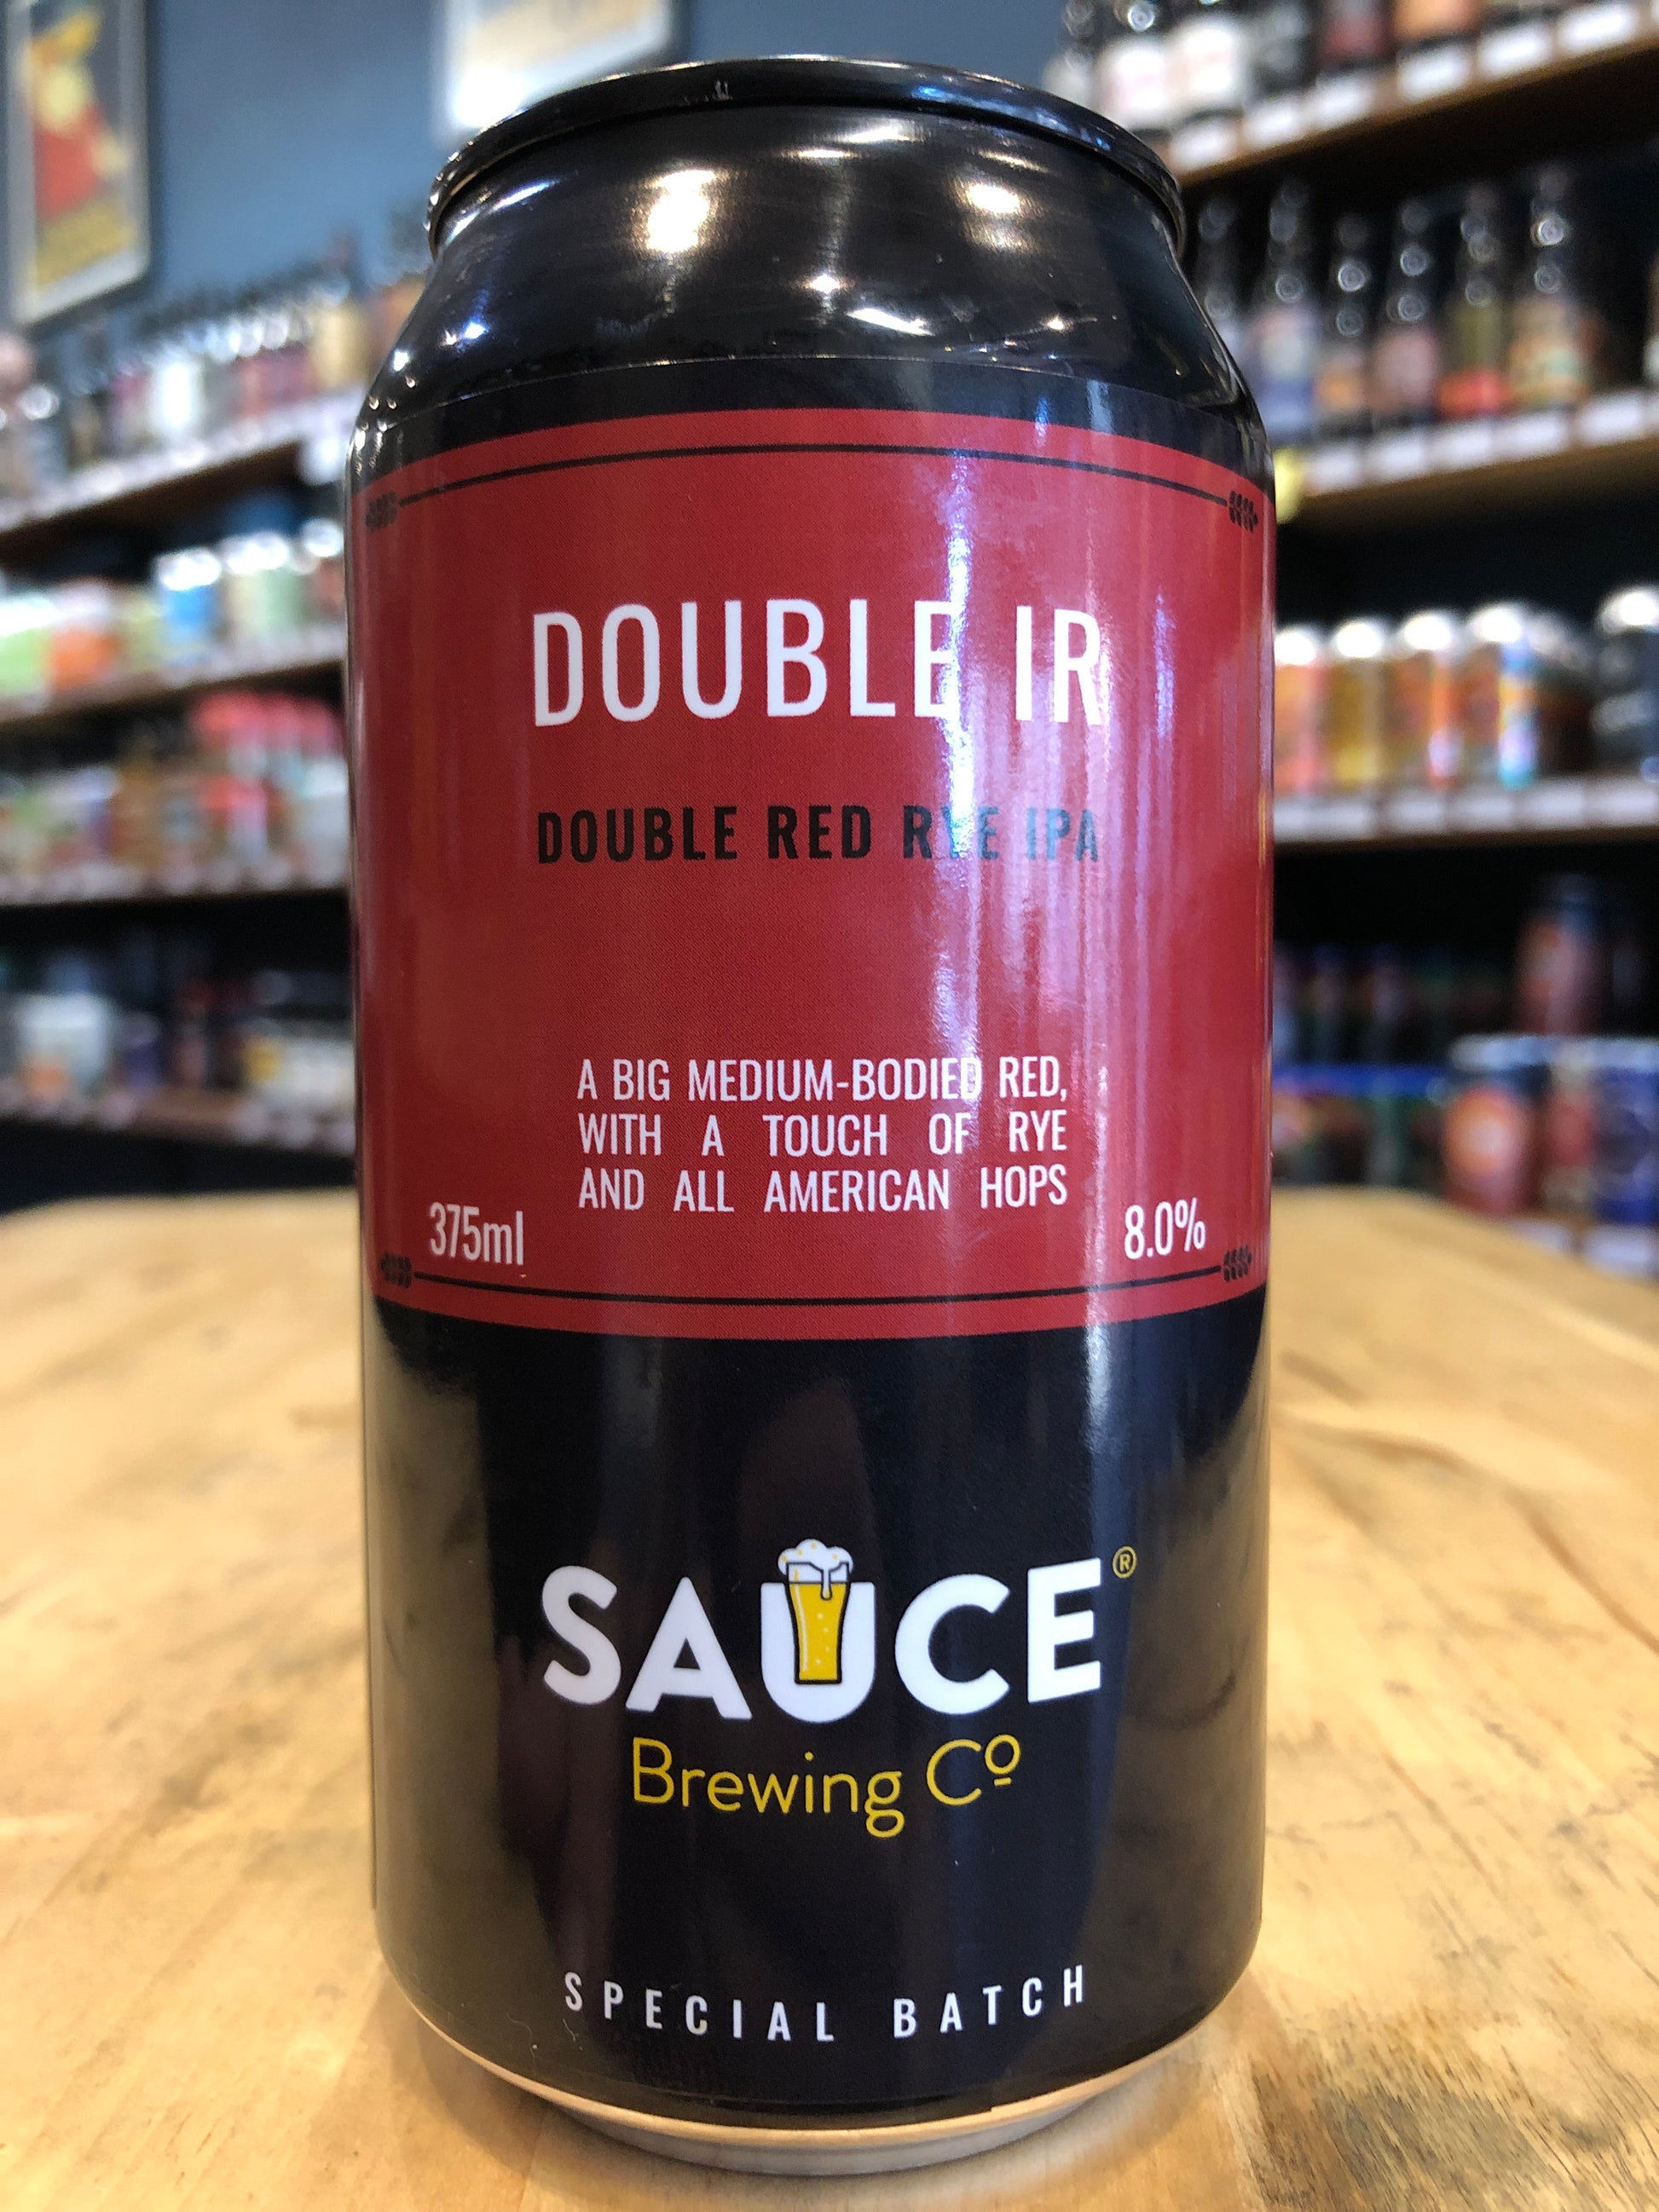 DOUBLE IR
DOUBLE RED RYE IPA
A BIG MEDIUM-BODIED RED,
WITH A TOUCH OF RYE
AND ALL AMERICAN HOPS
375ml
8.0%
SAUCE®
Brewing Cº
SPECIAL BATCH